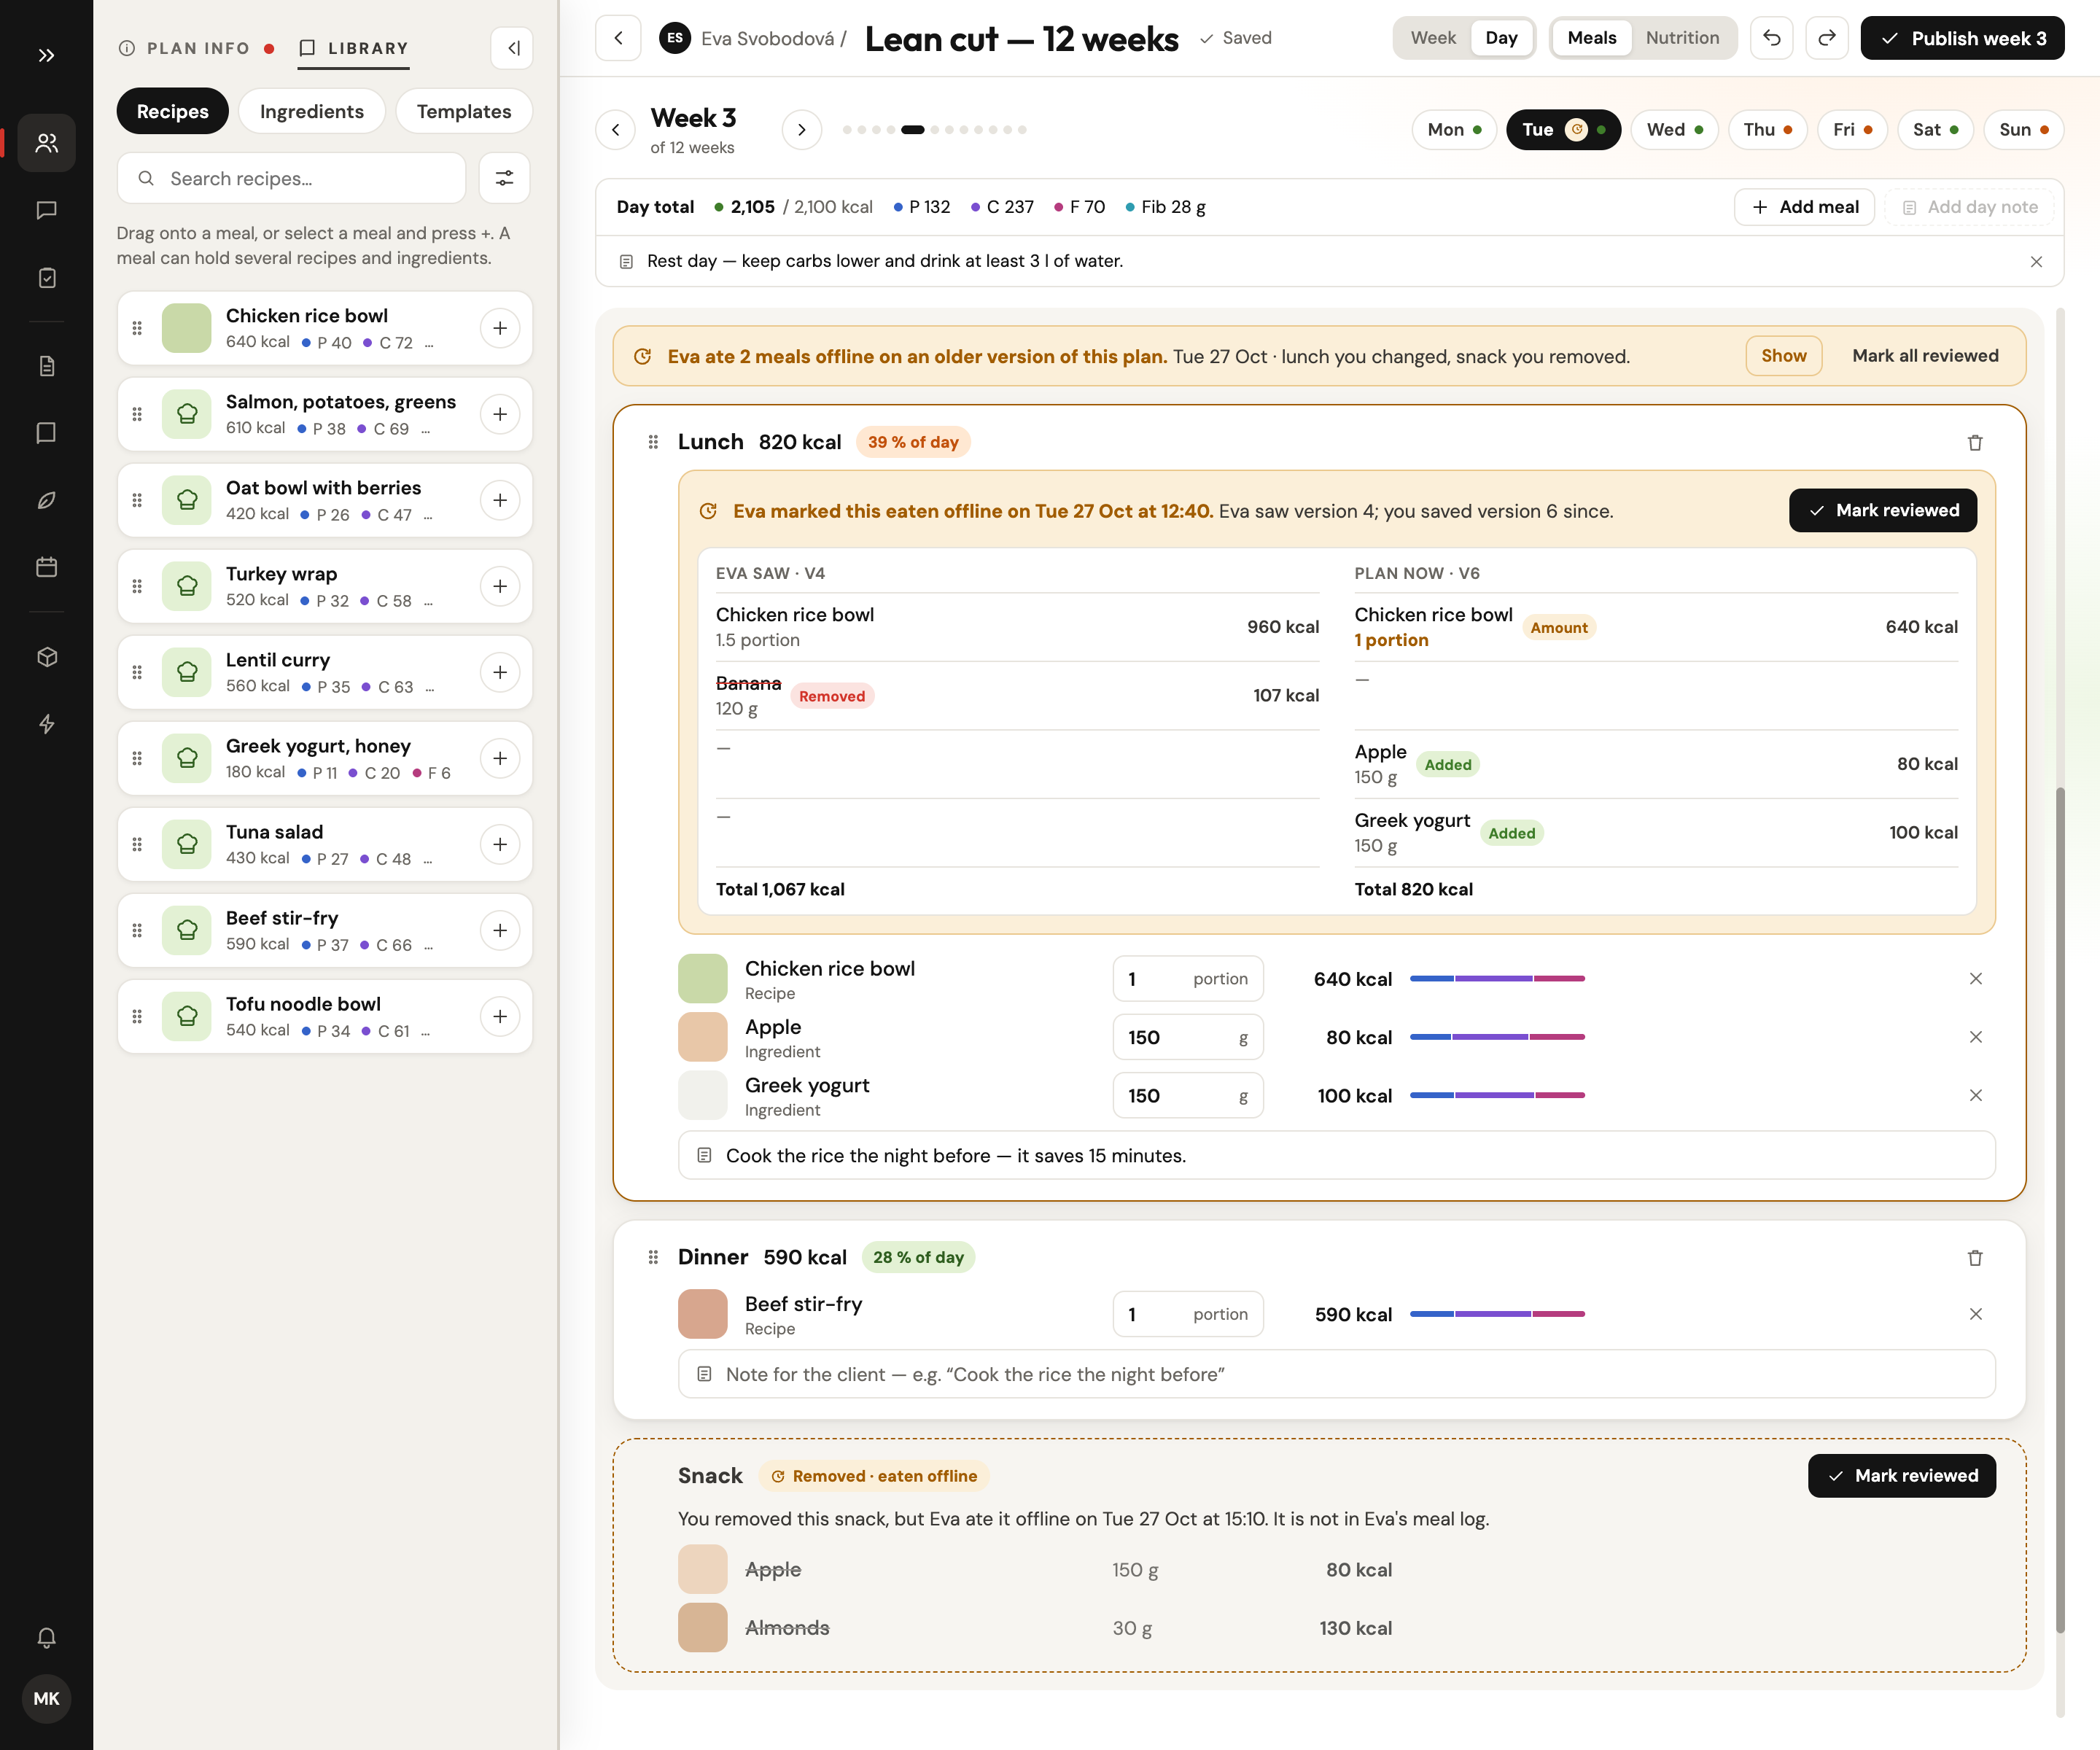 PLAN INFO
LIBRARY
Recipes
Ingredients
Templates
Search recipes...
Drag onto a meal, or select a meal and press +. A
meal can hold several recipes and ingredients.
Chicken rice bowl
640 kcal P 40 C 72 ...
Salmon, potatoes, greens
610 kcal P 38 C 69 ...
Oat bowl with berries
420 kcal P 26 C 47 ...
Turkey wrap
520 kcal P 32 C 58 ...
Lentil curry
560 kcal P 35 C 63 ...
Greek yogurt, honey
180 kcal P 11 C 20 F 6
Tuna salad
430 kcal P 27 C 48 ...
Beef stir-fry
590 kcal P 37 C 66 ...
Tofu noodle bowl
540 kcal P 34 C 61 ...
MK
ES Eva Svobodová / Lean cut — 12 weeks Saved
Week Day Meals Nutrition Publish week 3
Week 3
of 12 weeks
Mon Tue Wed Thu Fri Sat Sun
Day total 2,105 / 2,100 kcal P 132 C 237 F 70 Fib 28 g
Add meal Add day note
Rest day — keep carbs lower and drink at least 3 l of water.
Eva ate 2 meals offline on an older version of this plan. Tue 27 Oct · lunch you changed, snack you removed. Show Mark all reviewed
Lunch 820 kcal 39 % of day
Eva marked this eaten offline on Tue 27 Oct at 12:40. Eva saw version 4; you saved version 6 since. Mark reviewed
EVA SAW · V4
Chicken rice bowl
1.5 portion
960 kcal
Banana Removed
120 g
107 kcal
—
—
Total 1,067 kcal
PLAN NOW · V6
Chicken rice bowl Amount
1 portion
640 kcal
—
Apple Added
150 g
80 kcal
Greek yogurt Added
150 g
100 kcal
Total 820 kcal
Chicken rice bowl
Recipe
1 portion 640 kcal
Apple
Ingredient
150 g 80 kcal
Greek yogurt
Ingredient
150 g 100 kcal
Cook the rice the night before — it saves 15 minutes.
Dinner 590 kcal 28 % of day
Beef stir-fry
Recipe
1 portion 590 kcal
Note for the client — e.g. “Cook the rice the night before”
Snack Removed · eaten offline Mark reviewed
You removed this snack, but Eva ate it offline on Tue 27 Oct at 15:10. It is not in Eva's meal log.
Apple 150 g 80 kcal
Almonds 30 g 130 kcal